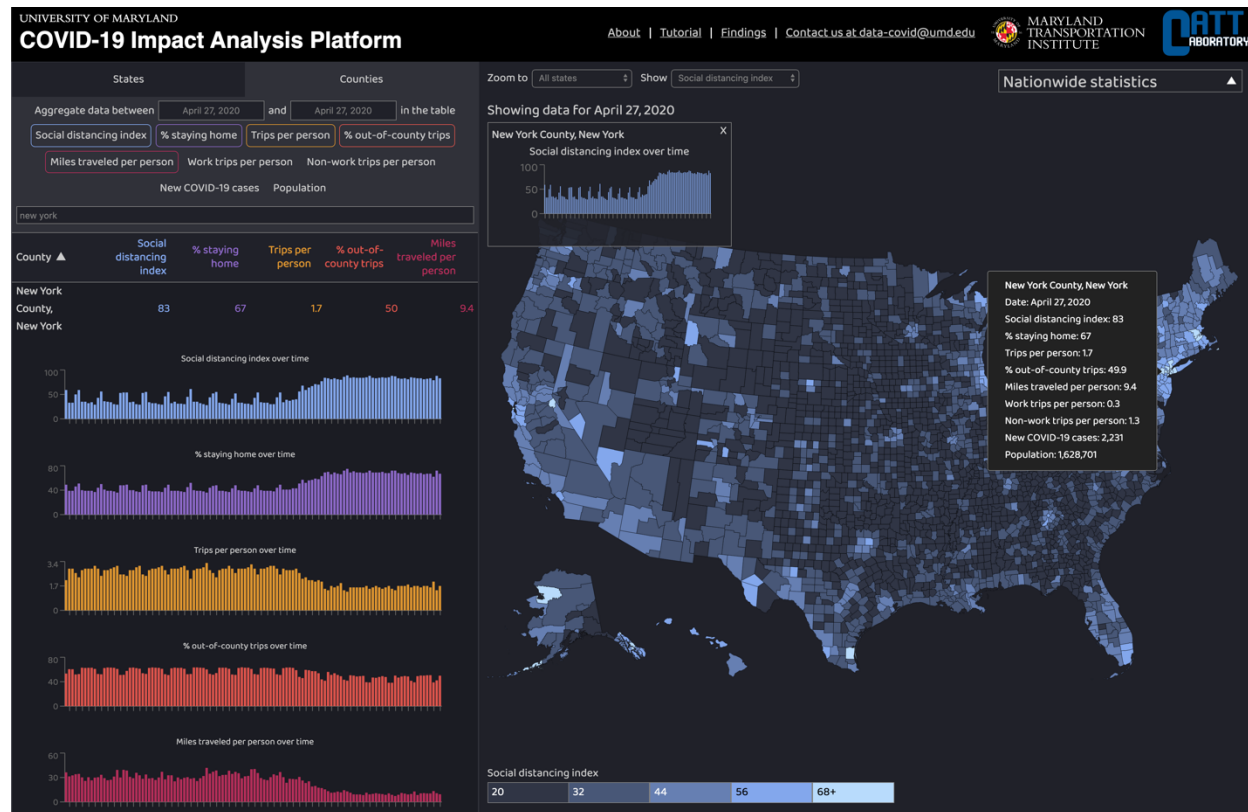 UNIVERSITY OF MARYLAND
COVID-19 Impact Analysis Platform
About | Tutorial | Findings | Contact us at data-covid@umd.edu
MARYLAND
TRANSPORTATION
INSTITUTE
CATT
LABORATORY
States
Counties
Aggregate data between April 27, 2020 and April 27, 2020 in the table
Social distancing index
% staying home
Trips per person
% out-of-county trips
Miles traveled per person
Work trips per person
Non-work trips per person
New COVID-19 cases
Population
new york
County ▲
Social
distancing
index
% staying
home
Trips per
person
% out-of-
county trips
Miles
traveled per
person
New York
County,
New York
83
67
1.7
50
9.4
Social distancing index over time
100
50
0
% staying home over time
80
40
0
Trips per person over time
3.4
1.7
0
% out-of-county trips over time
80
40
0
Miles traveled per person over time
60
30
0
Zoom to All states Show Social distancing index
Nationwide statistics ▲
Showing data for April 27, 2020
New York County, New York X
Social distancing index over time
100
50
0
New York County, New York
Date: April 27, 2020
Social distancing index: 83
% staying home: 67
Trips per person: 1.7
% out-of-county trips: 49.9
Miles traveled per person: 9.4
Work trips per person: 0.3
Non-work trips per person: 1.3
New COVID-19 cases: 2,231
Population: 1,628,701
Social distancing index
20 32 44 56 68+